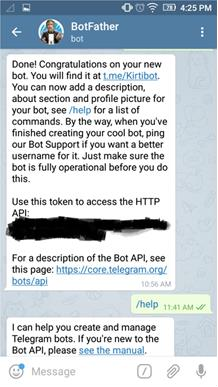 4:25 PM
BotFather
bot
Done! Congratulations on your new
bot. You will find it at t.me/Kirtibot.
You can now add a description,
about section and profile picture for
your bot, see /help for a list of
commands. By the way, when you've
finished creating your cool bot, ping
our Bot Support if you want a better
username for it. Just make sure the
bot is fully operational before you do
this.
Use this token to access the HTTP
API:
10:56 AM
For a description of the Bot API, see
this page: https://core.telegram.org/
bots/api
/help 11:41 AM
I can help you create and manage
Telegram bots. If you're new to the
Bot API, please see the manual.
Message